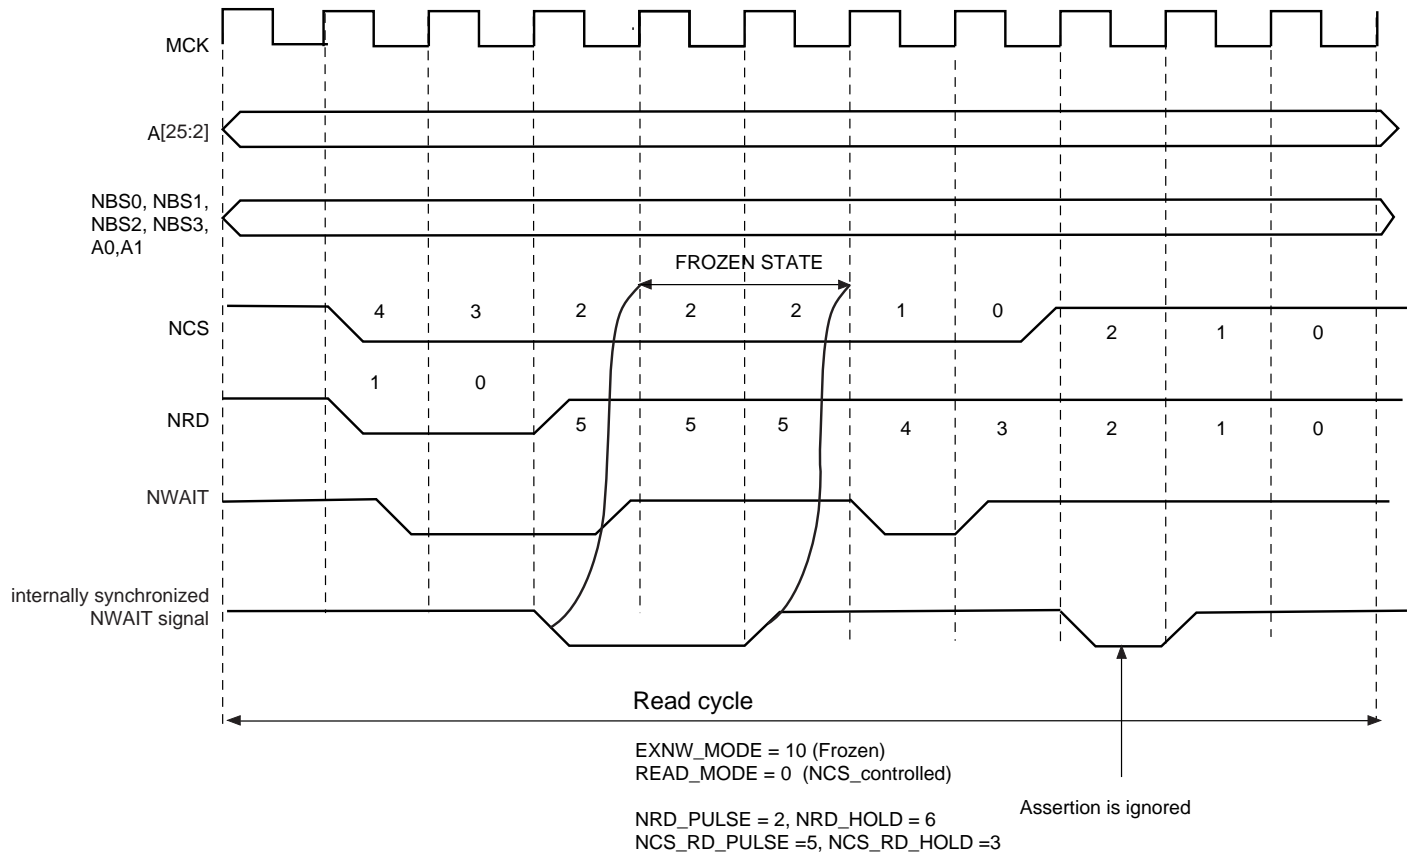 MCK
A[25:2]
NBS0, NBS1,
NBS2, NBS3,
A0,A1
FROZEN STATE
4 3 2 2 2 1 0
NCS
2 1 0
1 0
NRD
5 5 5 4 3 2 1 0
NWAIT
internally synchronized
NWAIT signal
Read cycle
EXNW_MODE = 10 (Frozen)
READ_MODE = 0 (NCS_controlled)
Assertion is ignored
NRD_PULSE = 2, NRD_HOLD = 6
NCS_RD_PULSE =5, NCS_RD_HOLD =3